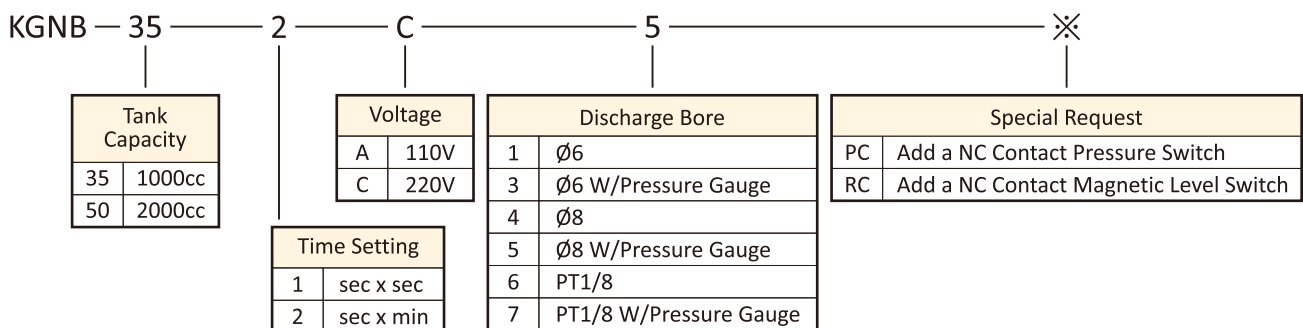 KGNB 35 2 C 5 ※
Tank
Capacity
35 1000cc
50 2000cc
Time Setting
1 sec x sec
2 sec x min
Voltage
A 110V
C 220V
Discharge Bore
1 Ø6
3 Ø6 W/Pressure Gauge
4 Ø8
5 Ø8 W/Pressure Gauge
6 PT1/8
7 PT1/8 W/Pressure Gauge
Special Request
PC Add a NC Contact Pressure Switch
RC Add a NC Contact Magnetic Level Switch